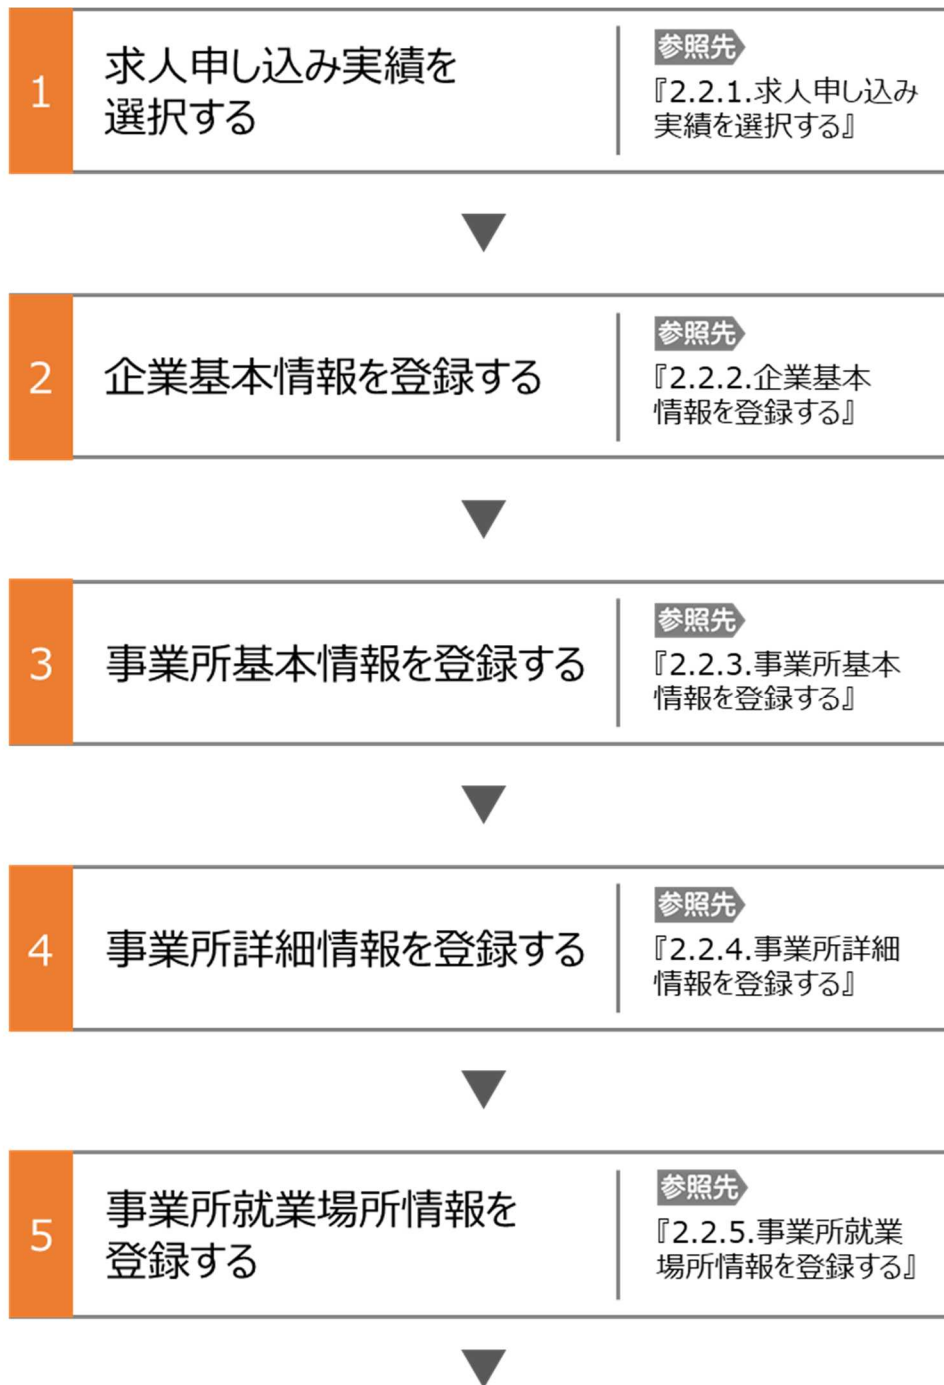 1
求人申し込み実績を
選択する
参照先
『2.2.1.求人申し込み
実績を選択する』
2
企業基本情報を登録する
参照先
『2.2.2.企業基本
情報を登録する』
3
事業所基本情報を登録する
参照先
『2.2.3.事業所基本
情報を登録する』
4
事業所詳細情報を登録する
参照先
『2.2.4.事業所詳細
情報を登録する』
5
事業所就業場所情報を
登録する
参照先
『2.2.5.事業所就業
場所情報を登録する』